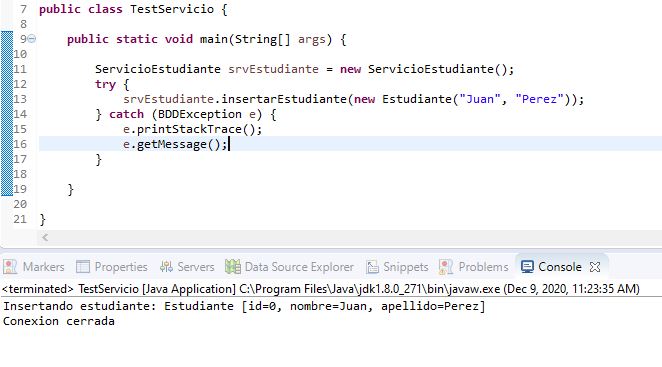 7 public class TestServicio {
8
9 public static void main(String[] args) {
10
11 ServicioEstudiante srvEstudiante = new ServicioEstudiante();
12 try {
13 srvEstudiante.insertarEstudiante(new Estudiante("Juan", "Perez"));
14 } catch (BDDException e) {
15 e.printStackTrace();
16 e.getMessage();
17 }
18
19 }
20
21 }
Markers Properties Servers Data Source Explorer Snippets Problems Console
<terminated> TestServicio [Java Application] C:\Program Files\Java\jdk1.8.0_271\bin\javaw.exe (Dec 9, 2020, 11:23:35 AM)
Insertando estudiante: Estudiante [id=0, nombre=Juan, apellido=Perez]
Conexion cerrada